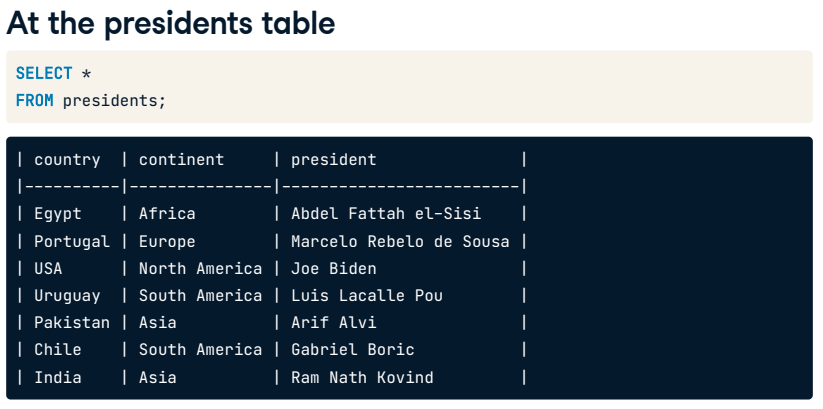 At the presidents table
SELECT *
FROM presidents;
| country  | continent     | president               |
|----------|---------------|-------------------------|
| Egypt    | Africa        | Abdel Fattah el-Sisi    |
| Portugal | Europe        | Marcelo Rebelo de Sousa |
| USA      | North America | Joe Biden               |
| Uruguay  | South America | Luis Lacalle Pou        |
| Pakistan | Asia          | Arif Alvi               |
| Chile    | South America | Gabriel Boric           |
| India    | Asia          | Ram Nath Kovind         |